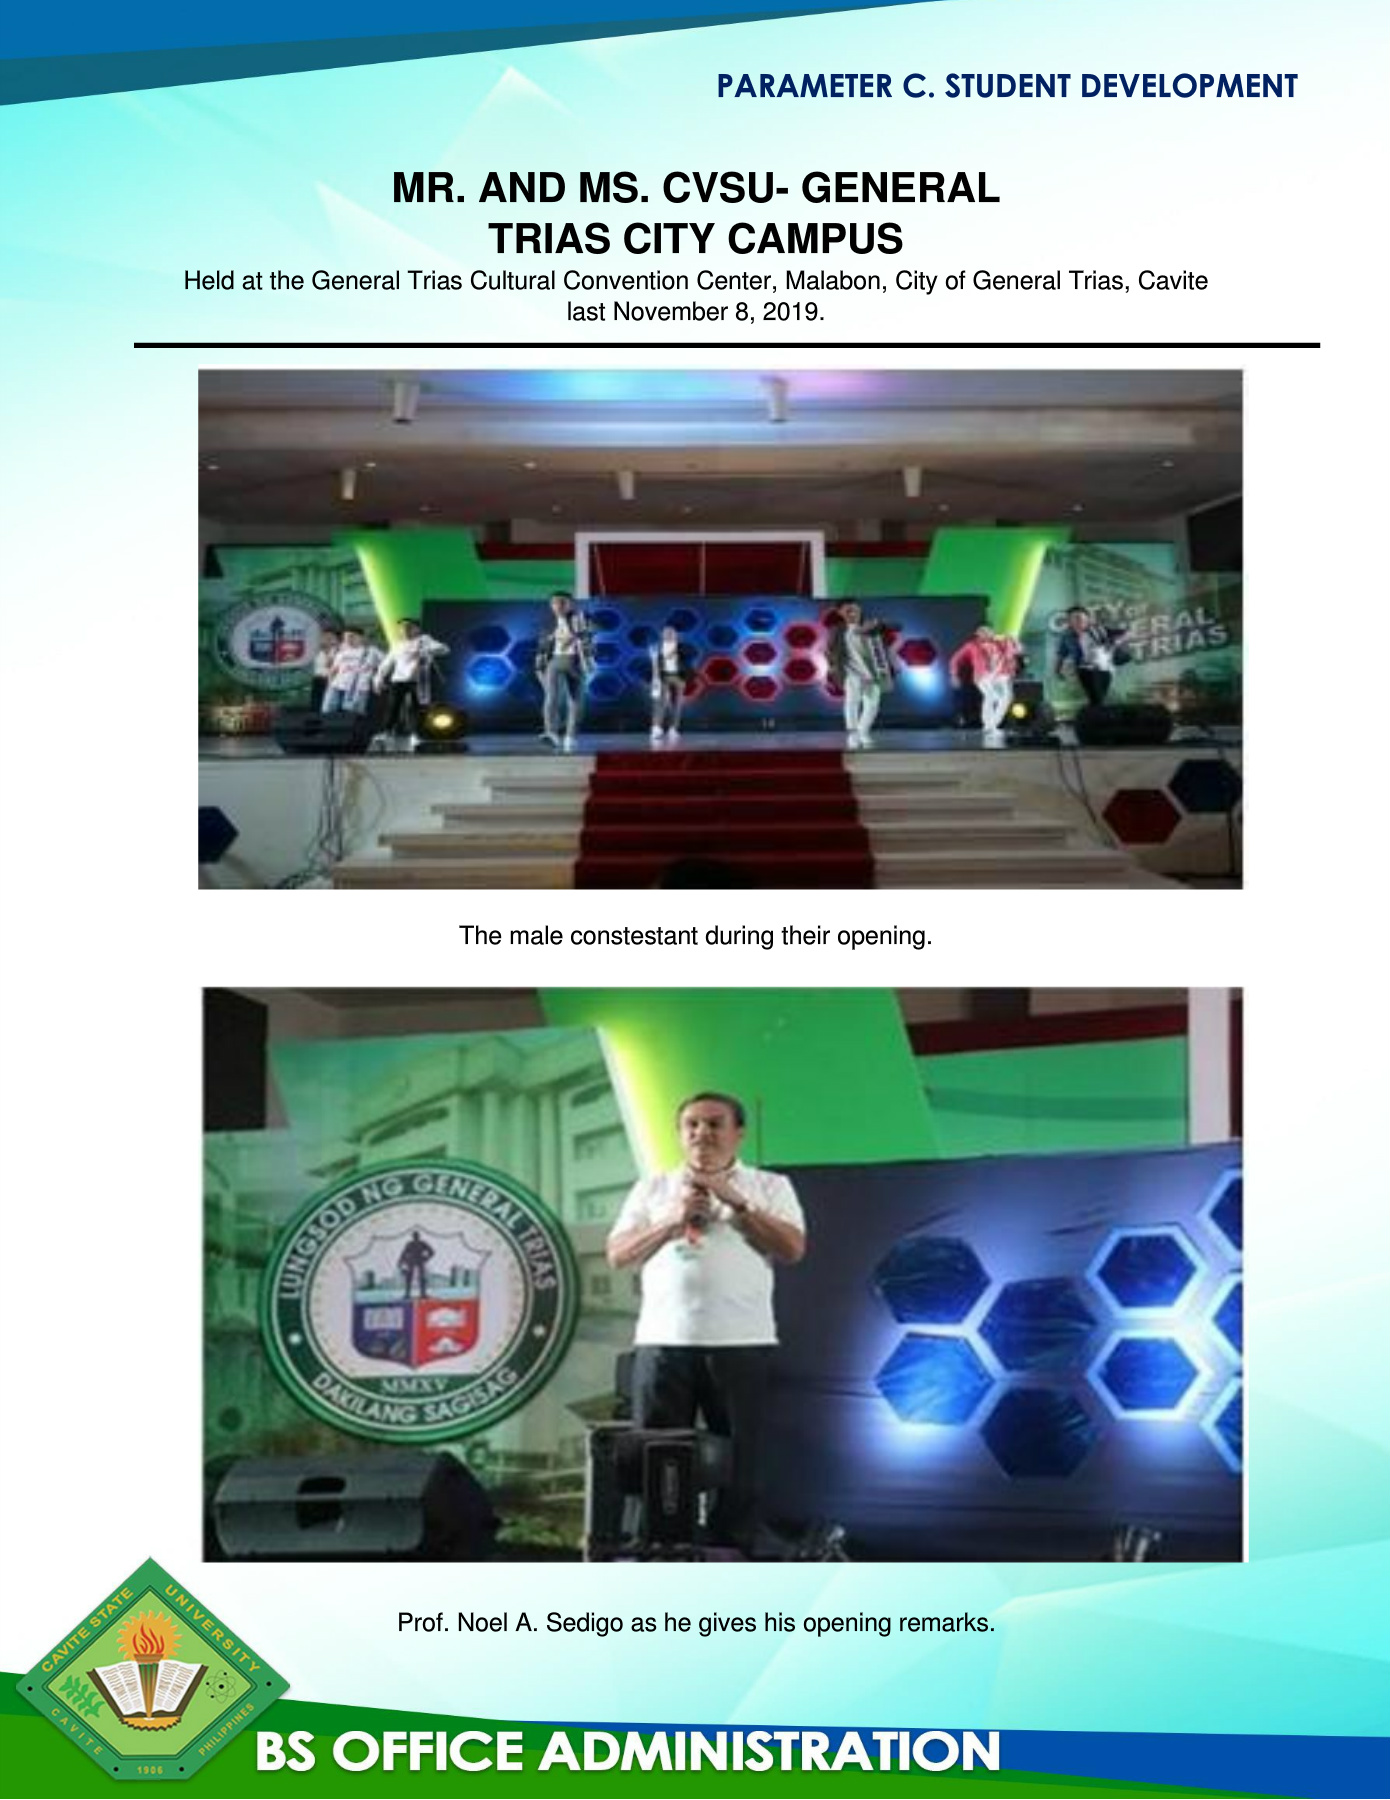 PARAMETER C. STUDENT DEVELOPMENT
MR. AND MS. CVSU- GENERAL
TRIAS CITY CAMPUS
Held at the General Trias Cultural Convention Center, Malabon, City of General Trias, Cavite
last November 8, 2019.
CITY of
GENERAL
TRIAS
The male constestant during their opening.
LUNGSOD NG GENERAL TRIAS
MMXV
DAKILANG SAGISAG
Prof. Noel A. Sedigo as he gives his opening remarks.
CAVITE STATE UNIVERSITY
CAVITE
PHILIPPINES
1906
BS OFFICE ADMINISTRATION